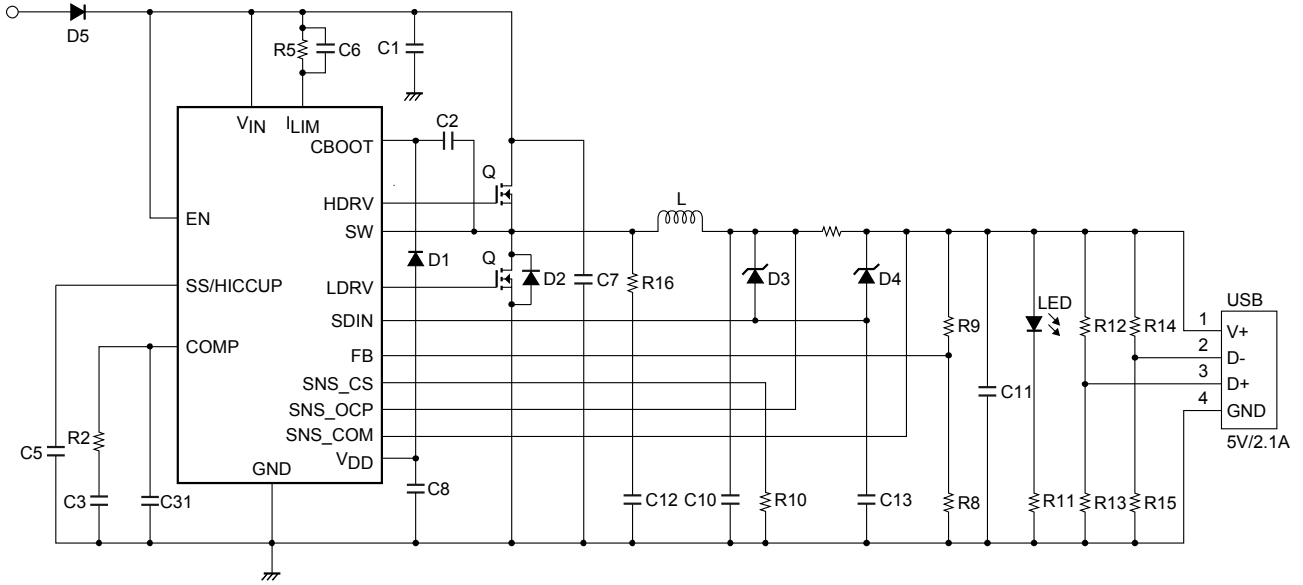 D5
R5
C6
C1
VIN
ILIM
C2
CBOOT
Q
HDRV
L
EN
SW
D1
Q
D2
C7
R16
D3
D4
SS/HICCUP
LDRV
LED
USB
SDIN
R9
R12
R14
1
V+
COMP
FB
2
D-
SNS_CS
3
D+
SNS_OCP
C11
4
GND
R2
SNS_COM
5V/2.1A
C5
VDD
GND
C8
C3
C31
C12
C10
R10
C13
R8
R11
R13
R15